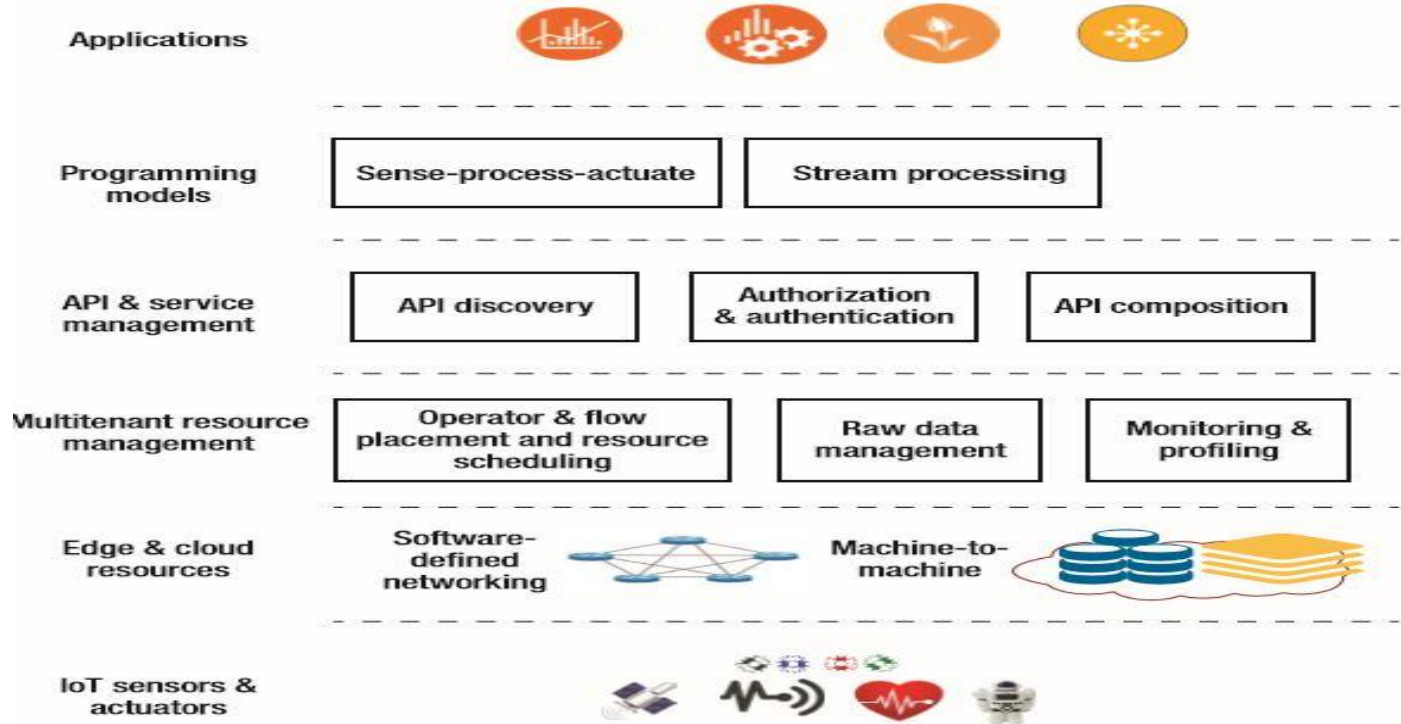 Applications
Programming
models
Sense-process-actuate
Stream processing
API & service
management
API discovery
Authorization
& authentication
API composition
Multitenant resource
management
Operator & flow
placement and resource
scheduling
Raw data
management
Monitoring &
profiling
Edge & cloud
resources
Software-
defined
networking
Machine-to-
machine
IoT sensors &
actuators